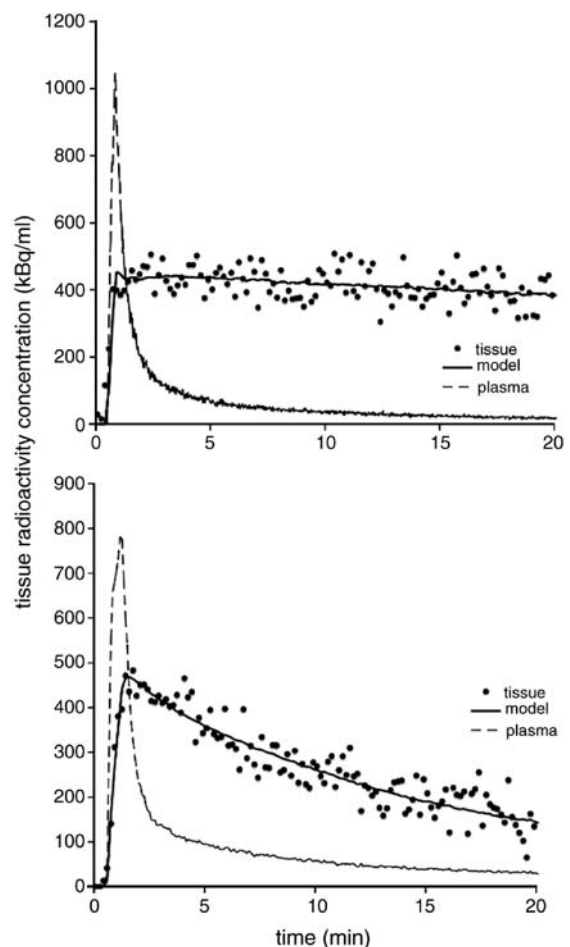 1200
1000
800
600
400
200
0
0 5 10 15 20
tissue
model
plasma
tissue radioactivity concentration (kBq/ml)
900
800
700
600
500
400
300
200
100
0
0 5 10 15 20
tissue
model
plasma
time (min)